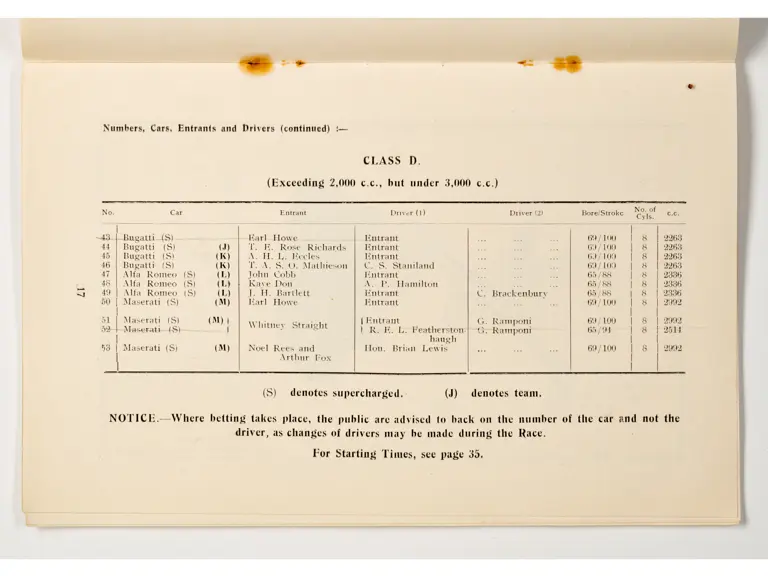 Numbers, Cars, Entrants and Drivers (continued) :—
CLASS D.
(Exceeding 2,000 c.c., but under 3,000 c.c.)
No. Car Entrant Driver (1) Driver (2) Bore/Stroke No. of Cyls. c.c.
43 Bugatti (S) Earl Howe Entrant ... ... ... 69/100 8 2263
44 Bugatti (S) (J) T. E. Rose Richards Entrant ... ... ... 69/100 8 2263
45 Bugatti (S) (K) A. H. L. Eccles Entrant ... ... ... 69/100 8 2263
46 Bugatti (S) (K) T. A. S. O. Mathieson C. S. Staniland ... ... ... 69/100 8 2263
47 Alfa Romeo (S) (L) John Cobb Entrant ... ... ... 65/88 8 2336
48 Alfa Romeo (S) (L) Kaye Don A. P. Hamilton ... ... ... 65/88 8 2336
49 Alfa Romeo (S) (L) J. H. Bartlett Entrant C. Brackenbury 65/88 8 2336
50 Maserati (S) (M) Earl Howe Entrant ... ... ... 69/100 8 2992
51 Maserati (S) (M) Whitney Straight Entrant G. Ramponi 69/100 8 2992
52 Maserati (S) R. E. L. Featherston- G. Ramponi 65/94 8 2514
haugh
53 Maserati (S) (M) Noel Rees and Hon. Brian Lewis ... ... ... 69/100 8 2992
Arthur Fox
(S) denotes supercharged. (J) denotes team.
NOTICE.—Where betting takes place, the public are advised to back on the number of the car and not the
driver, as changes of drivers may be made during the Race.
For Starting Times, see page 35.
17